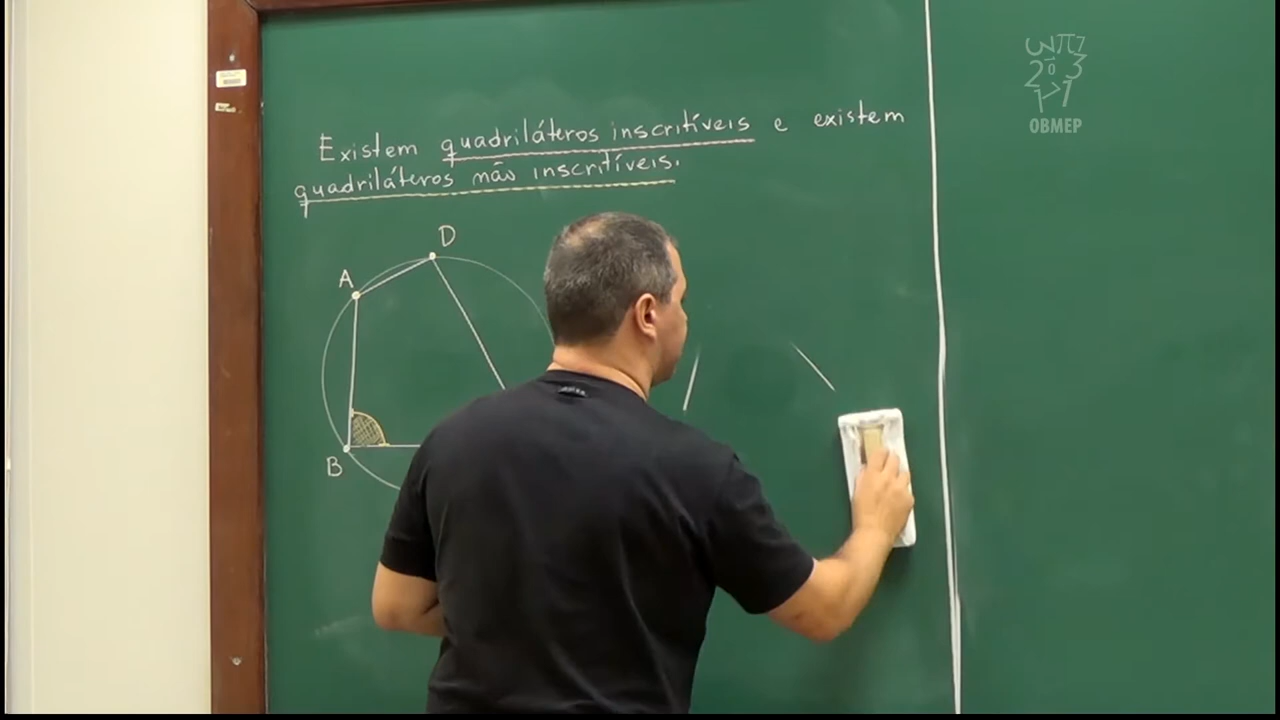 Existem quadriláteros inscritíveis e existem
quadriláteros não inscritíveis.
D
A
B
OBMEP